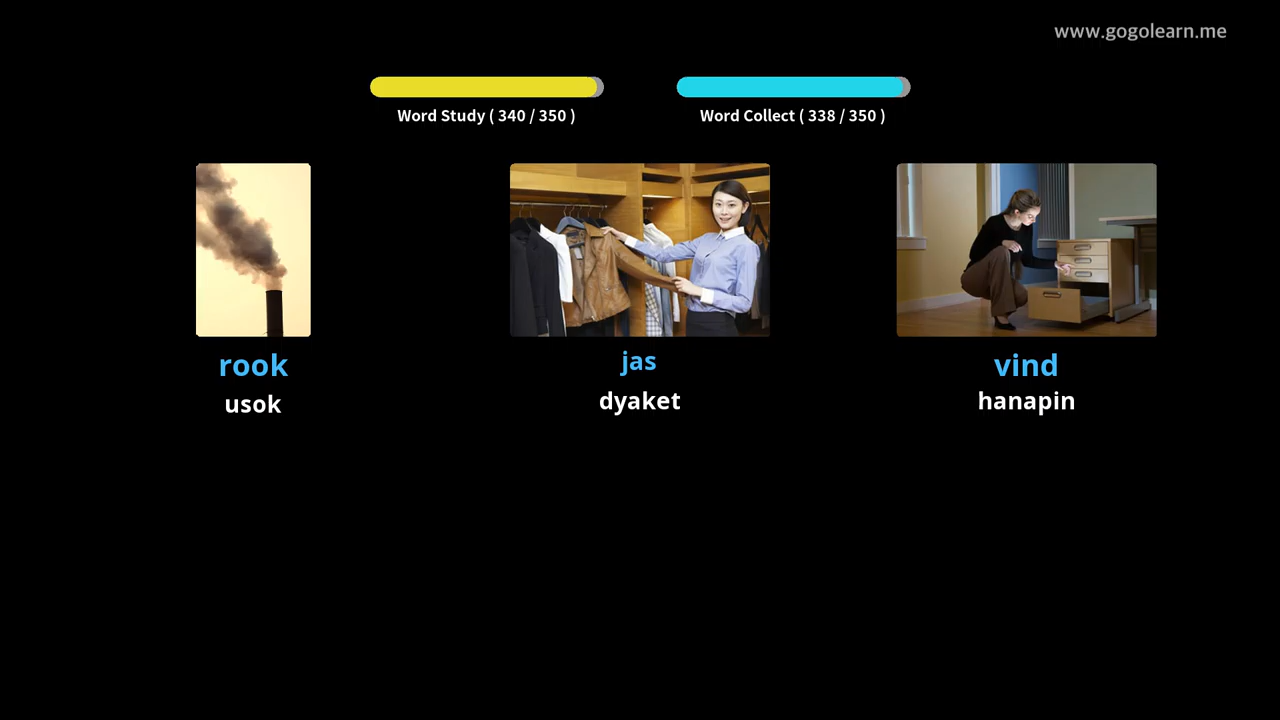 www.gogolearn.me
Word Study ( 340 / 350 )
Word Collect ( 338 / 350 )
rook
usok
jas
dyaket
vind
hanapin